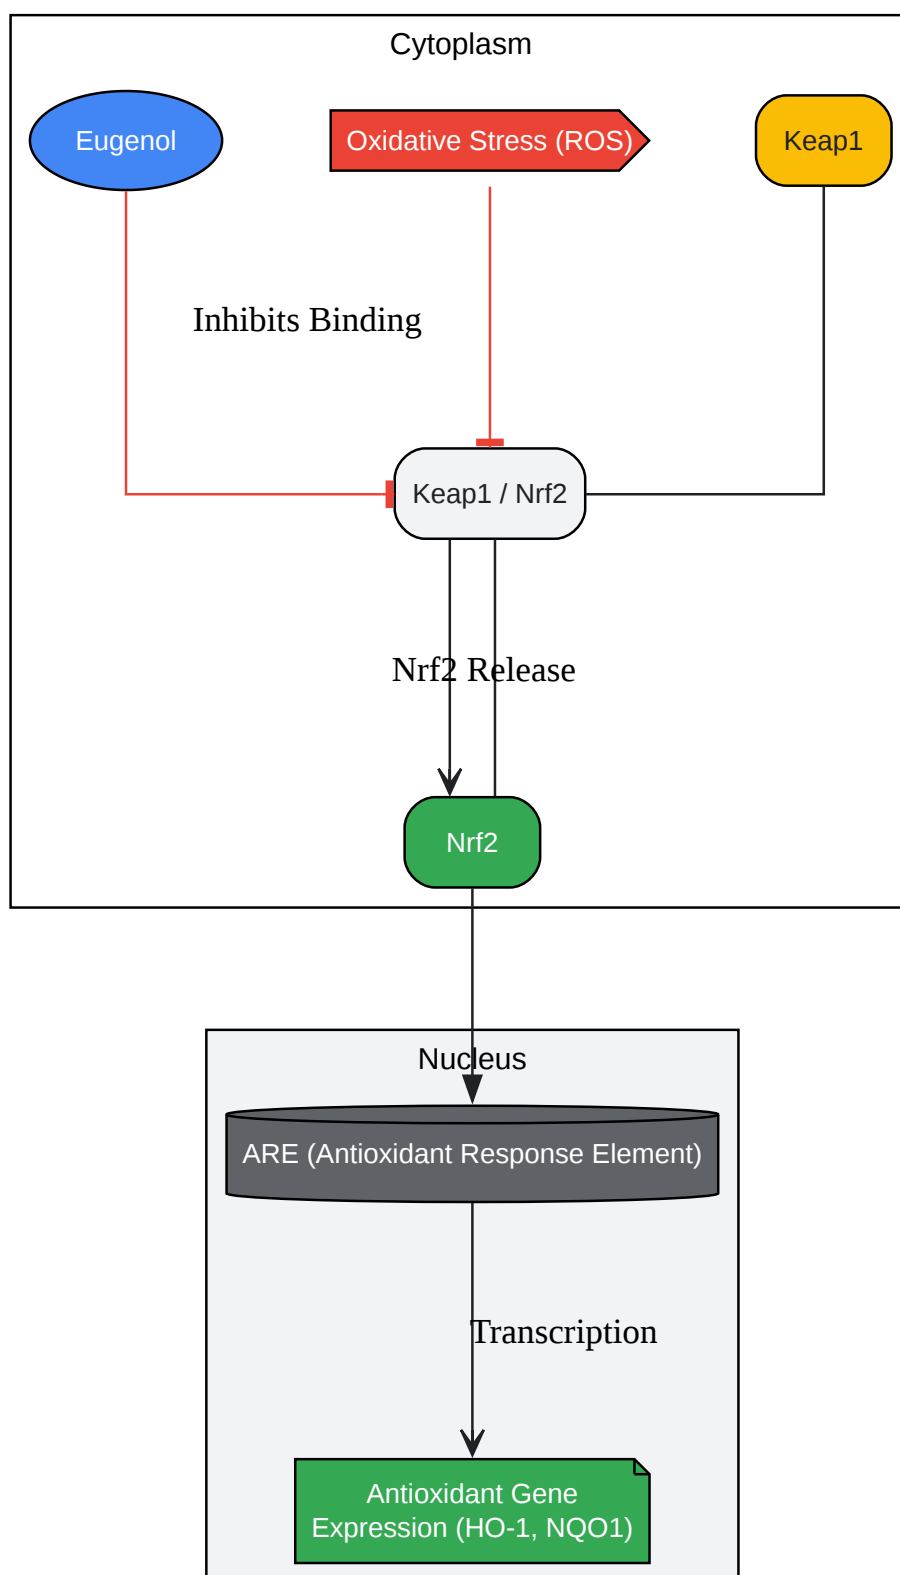 Cytoplasm
Eugenol
Oxidative Stress (ROS)
Keap1
Inhibits Binding
Keap1 / Nrf2
Nrf2 Release
Nrf2
Nucleus
ARE (Antioxidant Response Element)
Transcription
Antioxidant Gene
Expression (HO-1, NQO1)